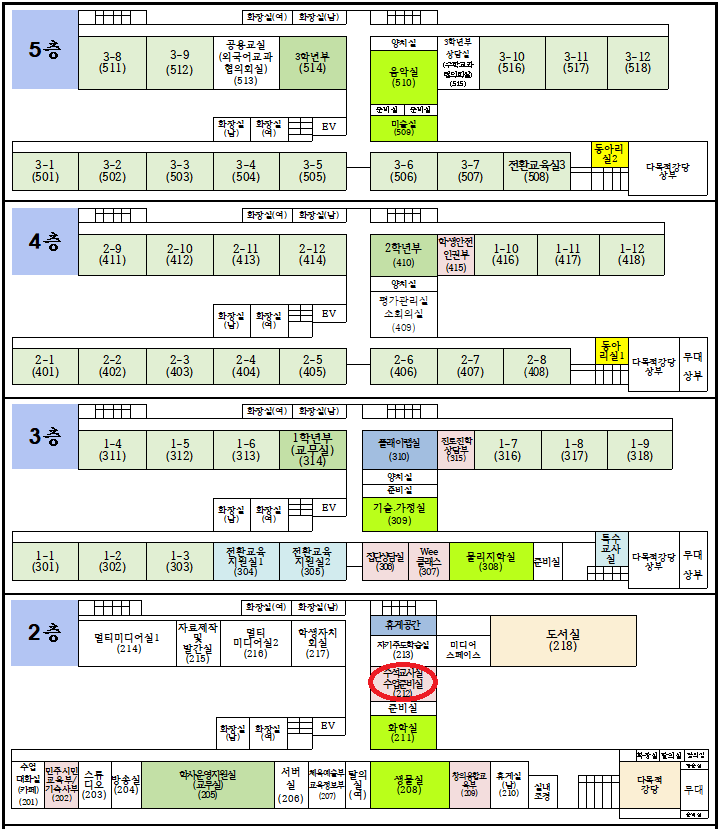 화장실(여) 화장실(남)
5층
3-8
(511)
3-9
(512)
공용교실
(외국어교과
협의회실)
(513)
3학년부
(514)
양치실
음악실
(510)
준비실 준비실
미술실
(509)
3학년부
상담실
(수학교과
협의회실)
(515)
3-10
(516)
3-11
(517)
3-12
(518)
화장실
(남)
화장실
(여)
EV
3-1
(501)
3-2
(502)
3-3
(503)
3-4
(504)
3-5
(505)
3-6
(506)
3-7
(507)
전환교육실3
(508)
동아리
실2
다목적강당
상부
화장실(여) 화장실(남)
4층
2-9
(411)
2-10
(412)
2-11
(413)
2-12
(414)
2학년부
(410)
학생안전
인권부
(415)
1-10
(416)
1-11
(417)
1-12
(418)
양치실
평가관리실
소회의실
(409)
화장실
(남)
화장실
(여)
EV
2-1
(401)
2-2
(402)
2-3
(403)
2-4
(404)
2-5
(405)
2-6
(406)
2-7
(407)
2-8
(408)
동아
리실1
다목적강당
상부
무대
상부
화장실(여) 화장실(남)
3층
1-4
(311)
1-5
(312)
1-6
(313)
1학년부
(교무실)
(314)
플레이랩실
(310)
진로진학
상담부
(315)
1-7
(316)
1-8
(317)
1-9
(318)
양치실
준비실
기술.가정실
(309)
화장실
(남)
화장실
(여)
EV
1-1
(301)
1-2
(302)
1-3
(303)
전환교육
지원실1
(304)
전환교육
지원실2
(305)
집단상담실
(306)
Wee
클래스
(307)
물리지학실
(308)
준비실
특수
교사
실
다목적강당
상부
무대
상부
화장실(여) 화장실(남)
2층
멀티미디어실1
(214)
자료제작
및
발간실
(215)
멀티
미디어실2
(216)
학생자치
회실
(217)
휴게공간
자기주도학습실
(213)
미디어
스페이스
도서실
(218)
수석교사실
수업준비실
(212)
준비실
화학실
(211)
화장실
(남)
화장실
(여)
EV
수업
대화실
(카페)
(201)
민주시민
교육부/
기숙사부
(202)
스튜
디오
(203)
방송실
(204)
학사운영지원실
(교무실)
(205)
서버
실
(206)
체육예술부
교육정보부
(207)
탈의
실
(여)
생물실
(208)
창의융합교
육부
(209)
휴게실
(남)
(210)
실내
조경
화장실 탈의실
다목적
강당
무대